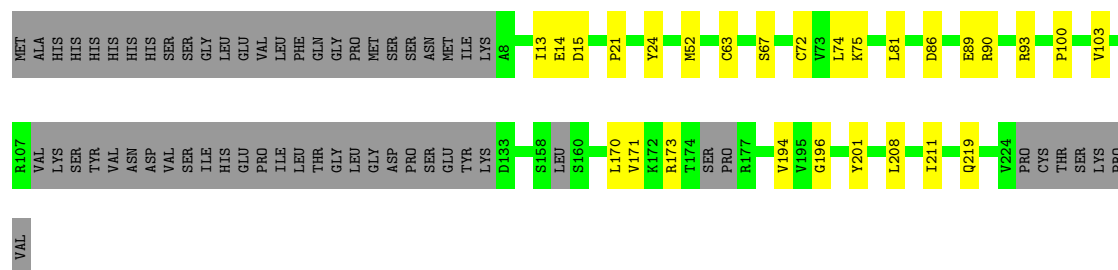 MET ALA HIS HIS HIS HIS HIS HIS SER SER GLY LEU GLU VAL LEU PHE GLN GLY PRO MET SER SER ASN MET ILE LYS A8 I13 E14 D15 P21 Y24 M52 C63 S67 C72 V73 L74 K75 L81 D86 E89 R90 R93 P100 V103
R107 VAL LYS SER TYR VAL ASN ASP VAL SER ILE HIS GLU PRO ILE LEU THR GLY LEU GLY ASP PRO SER GLU TYR LYS D133 S158 LEU S160 L170 V171 K172 R173 T174 SER PRO R177 V194 V195 G196 Y201 L208 I211 Q219 V224 PRO CYS THR SER LYS PRO
VAL